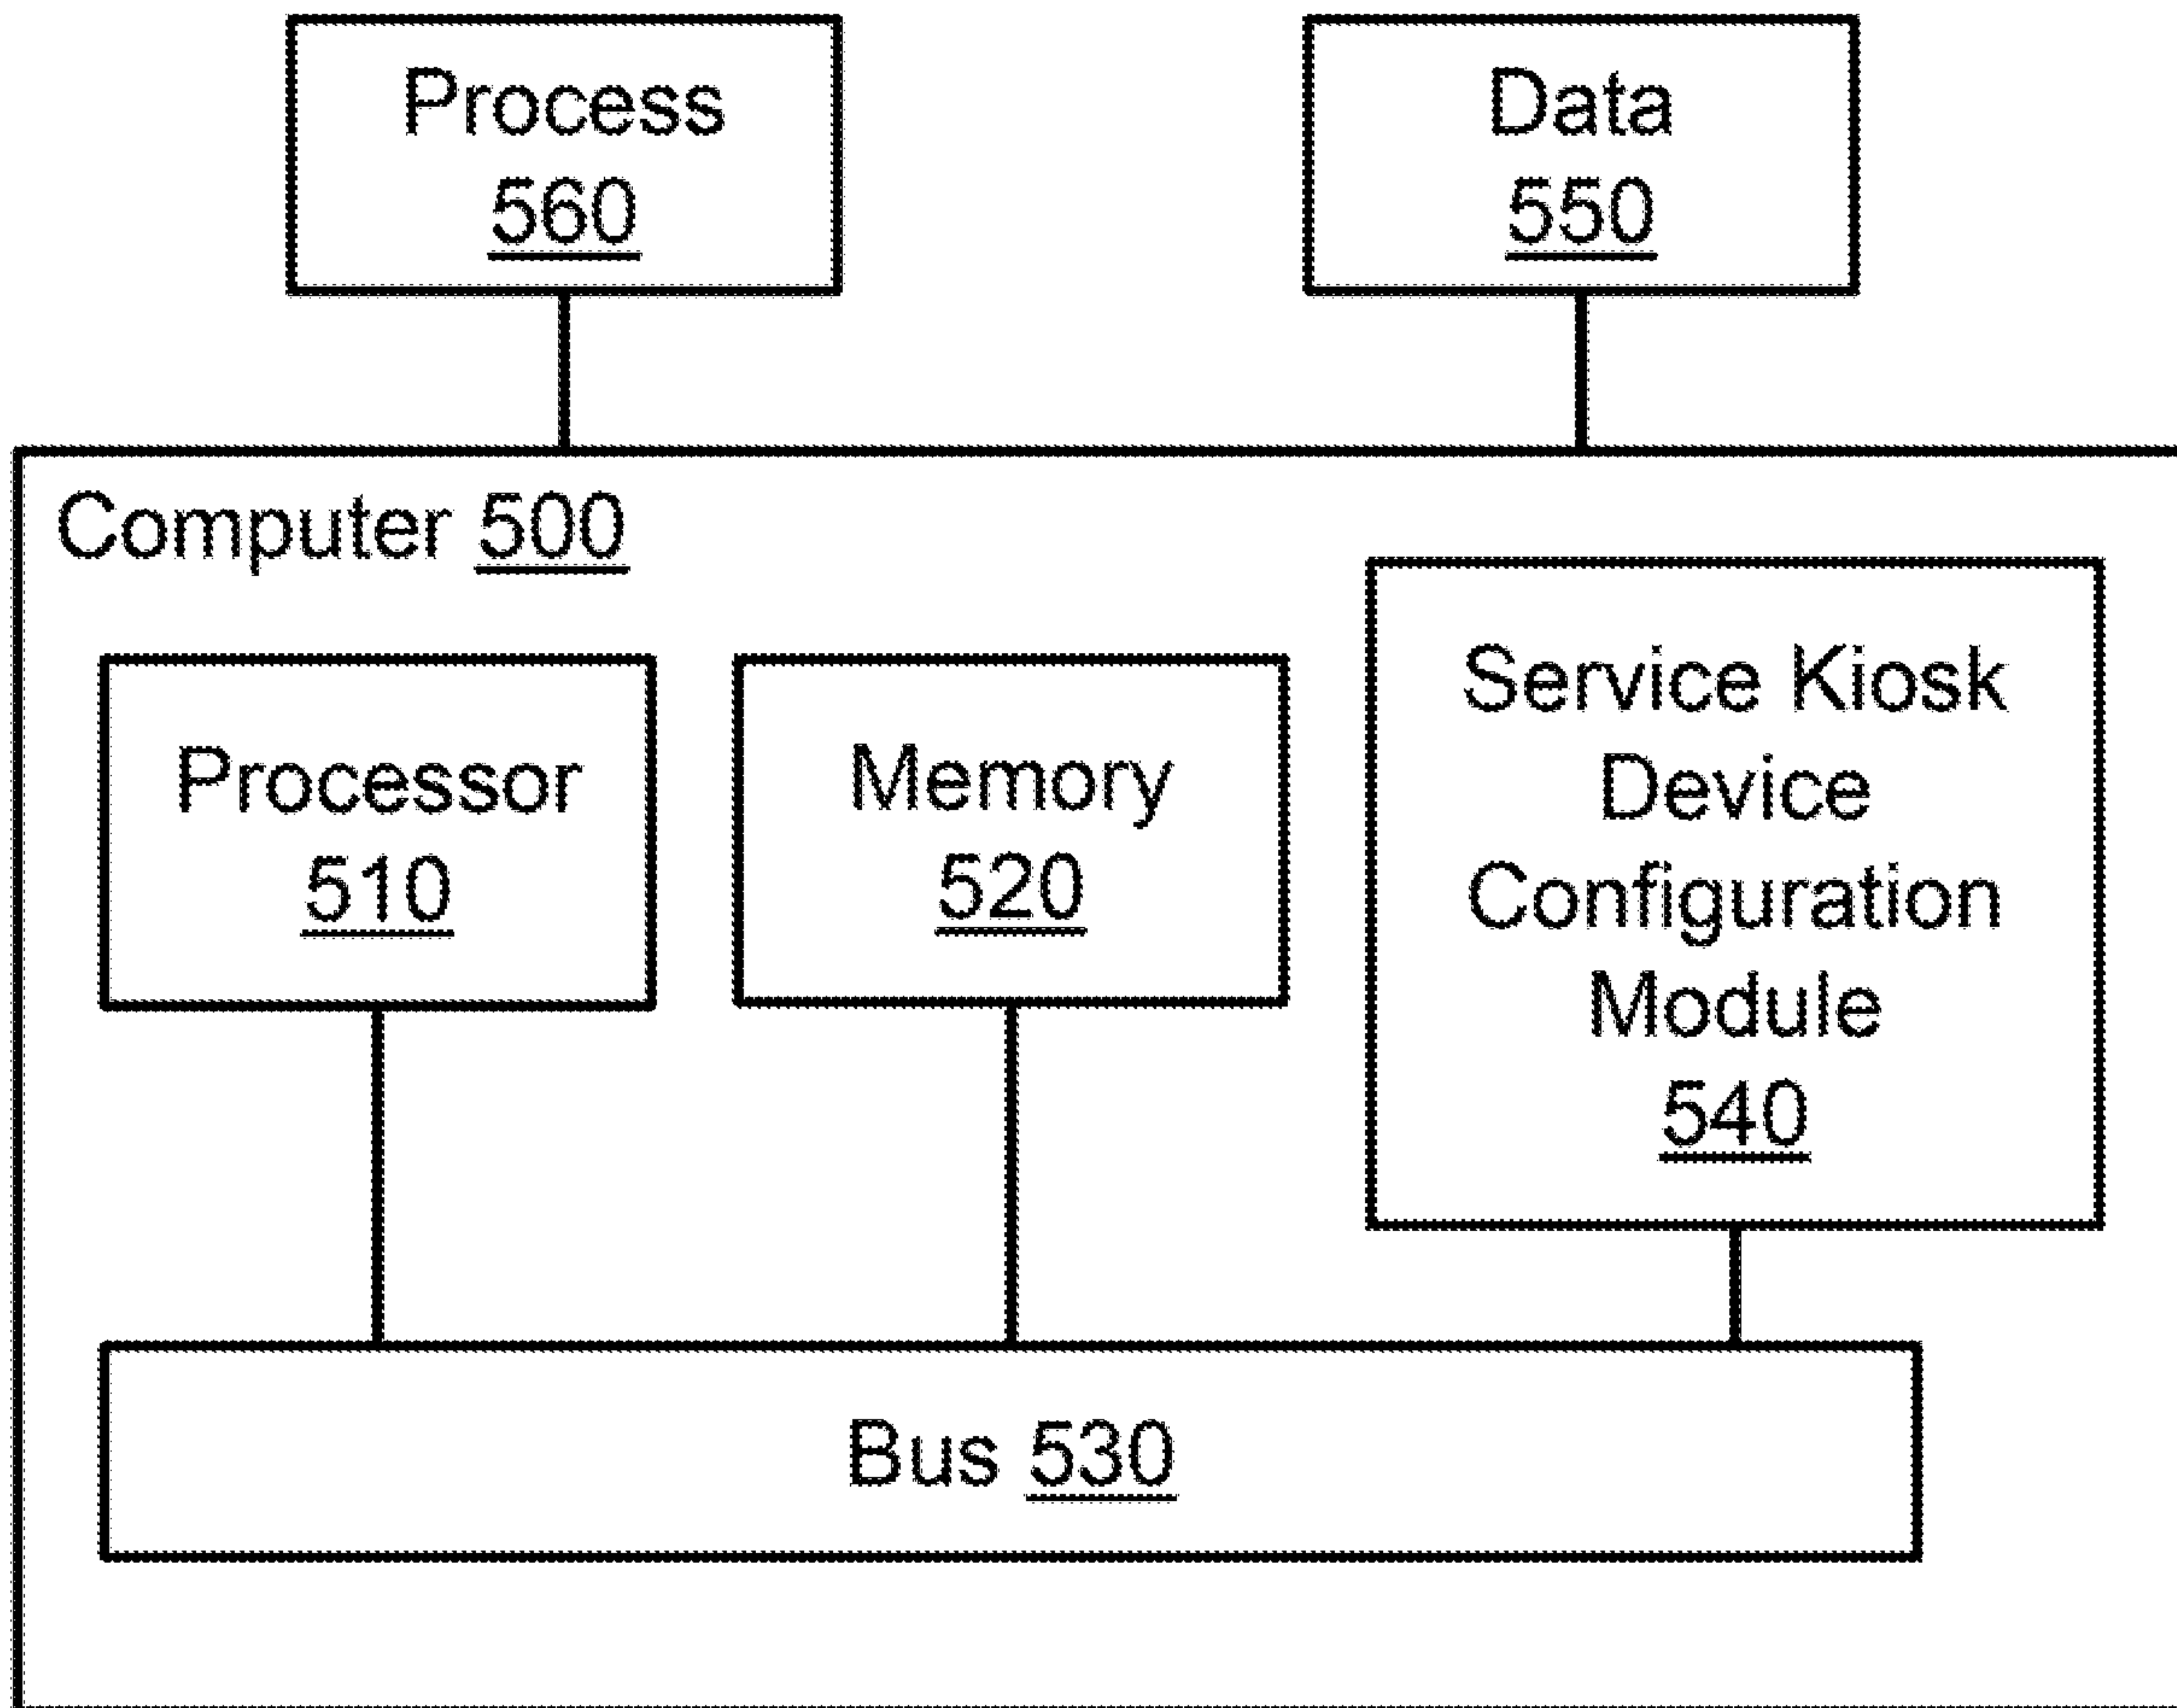 Process
560
Data
550
Computer 500
Processor
510
Memory
520
Service Kiosk
Device
Configuration
Module
540
Bus 530